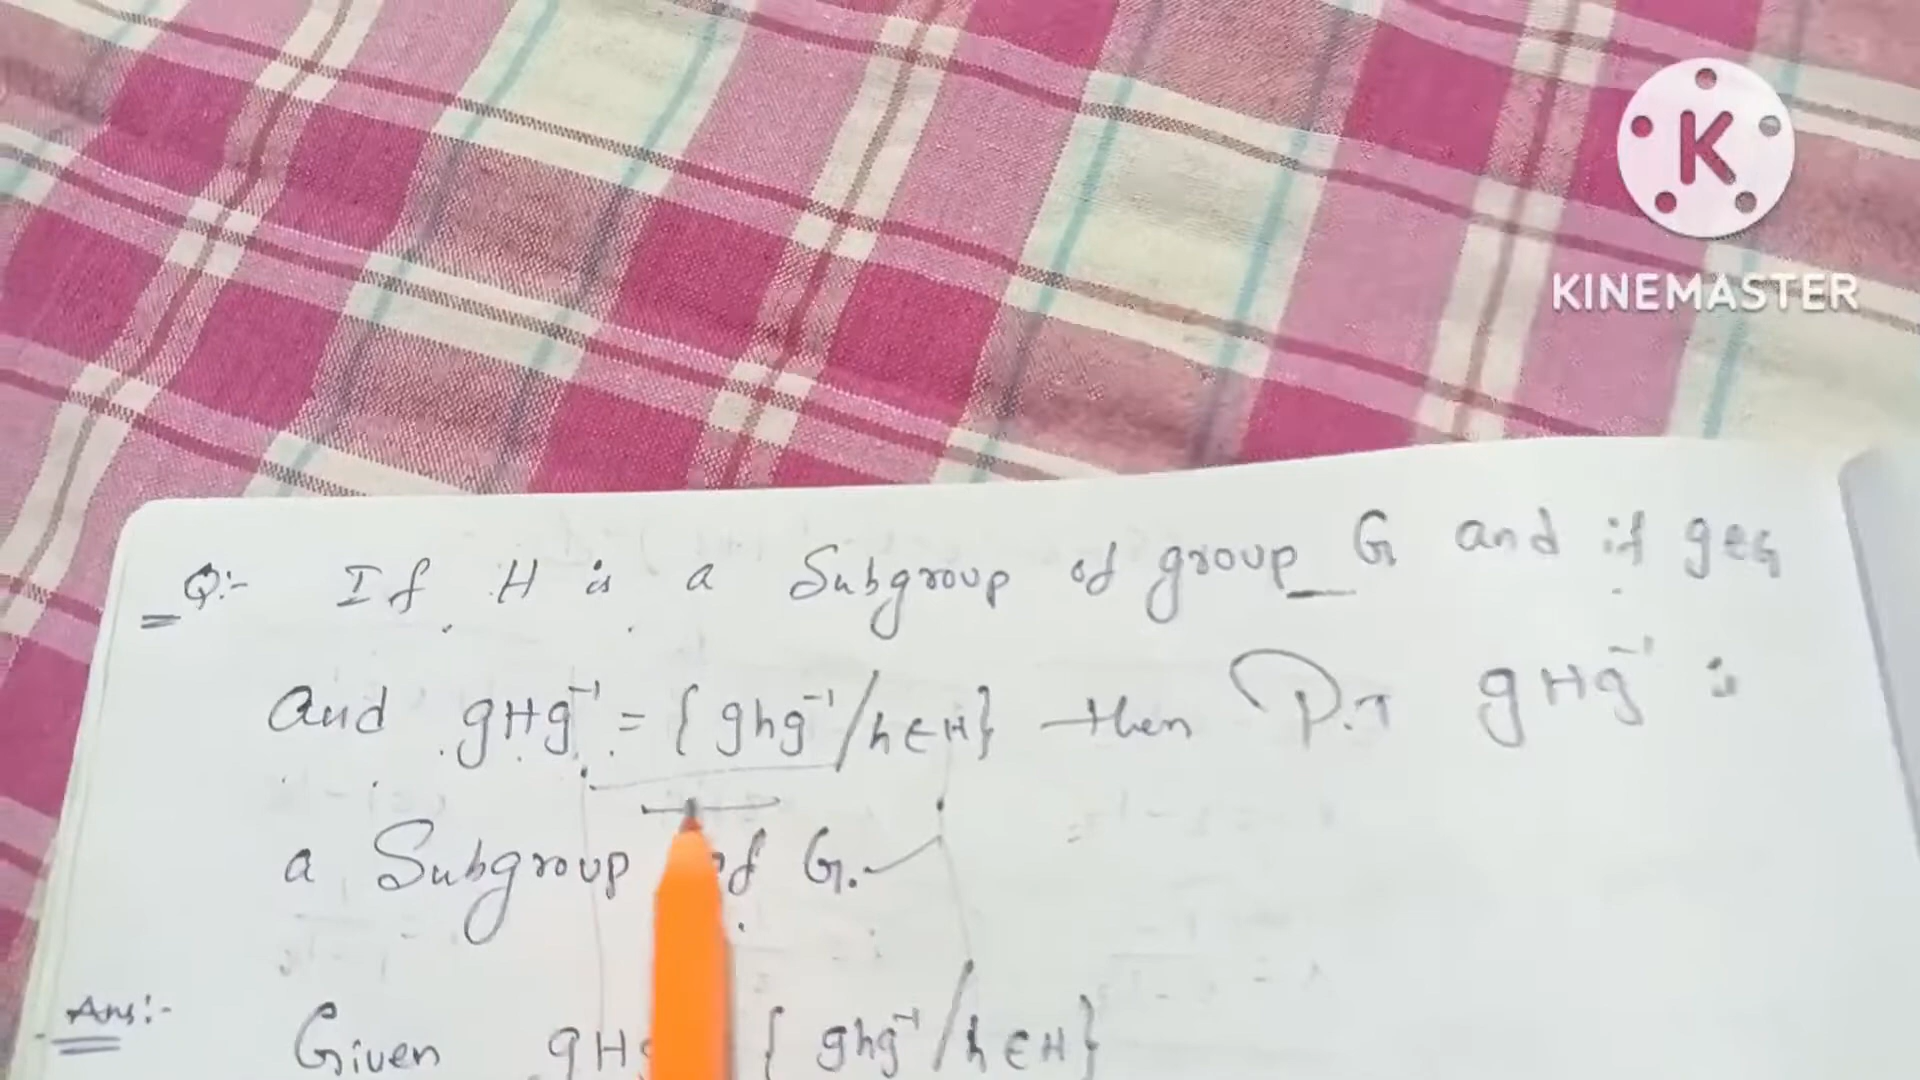 K
KINEMASTER
Q:- If H is a Subgroup of group G and if g∈G
and gHg⁻¹ = {ghg⁻¹/h∈H} then P.T gHg⁻¹ is
a Subgroup of G.
Ans:- Given gHg { ghg⁻¹/h∈H}